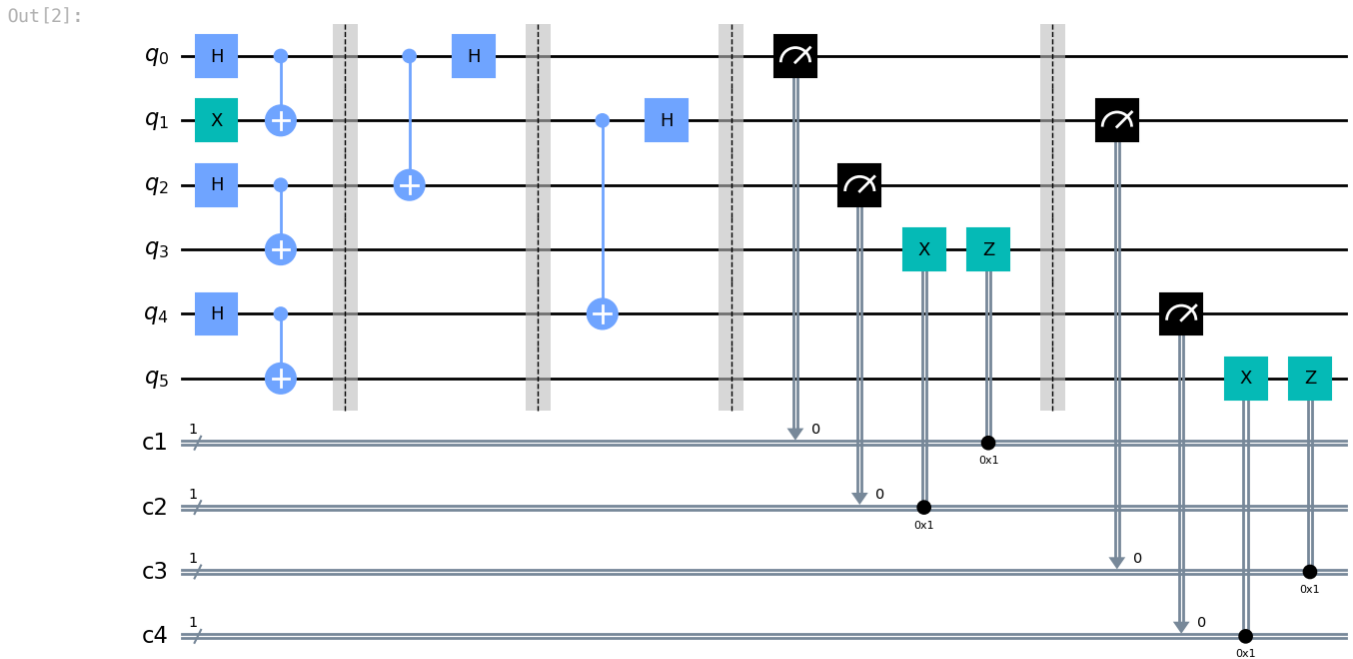 Out[2]:
q0 H H
q1 X H
q2 H
q3 X Z
q4 H
q5 X Z
c1 1 0
0x1
c2 1 0
0x1
c3 1 0
0x1
c4 1 0
0x1